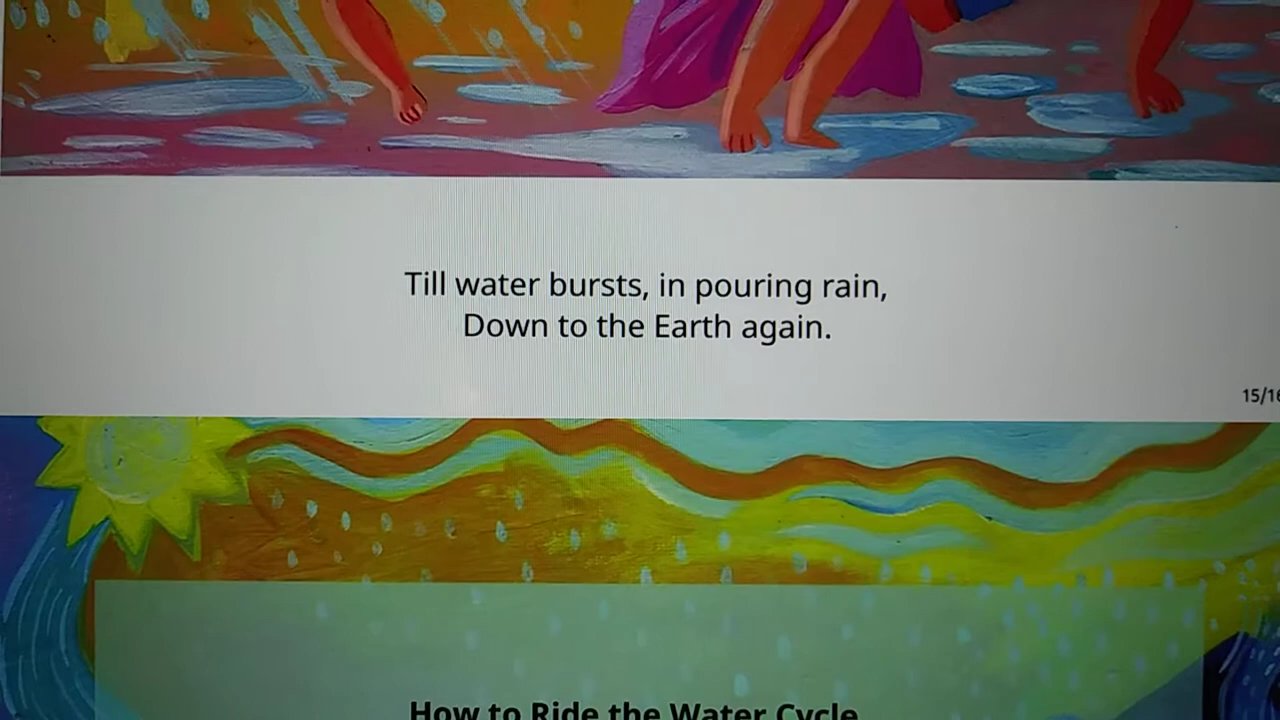 Till water bursts, in pouring rain,
Down to the Earth again.
15/16
How to Ride the Water Cycle